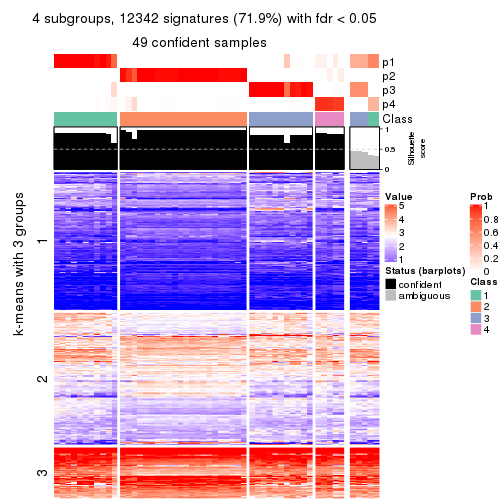 4 subgroups, 12342 signatures (71.9%) with fdr < 0.05
49 confident samples
p1
p2
p3
p4
Class
1
0.5
0
Silhouette
score
k-means with 3 groups
1
2
3
Value
5
4
3
2
1
Status (barplots)
confident
ambiguous
Prob
1
0.8
0.6
0.4
0.2
0
Class
1
2
3
4